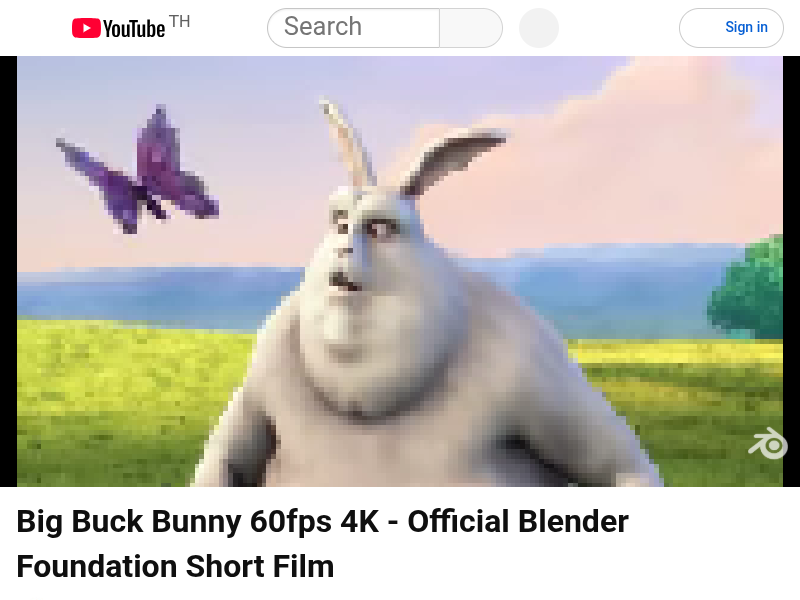 YouTube TH
Search
Sign in
Big Buck Bunny 60fps 4K - Official Blender
Foundation Short Film